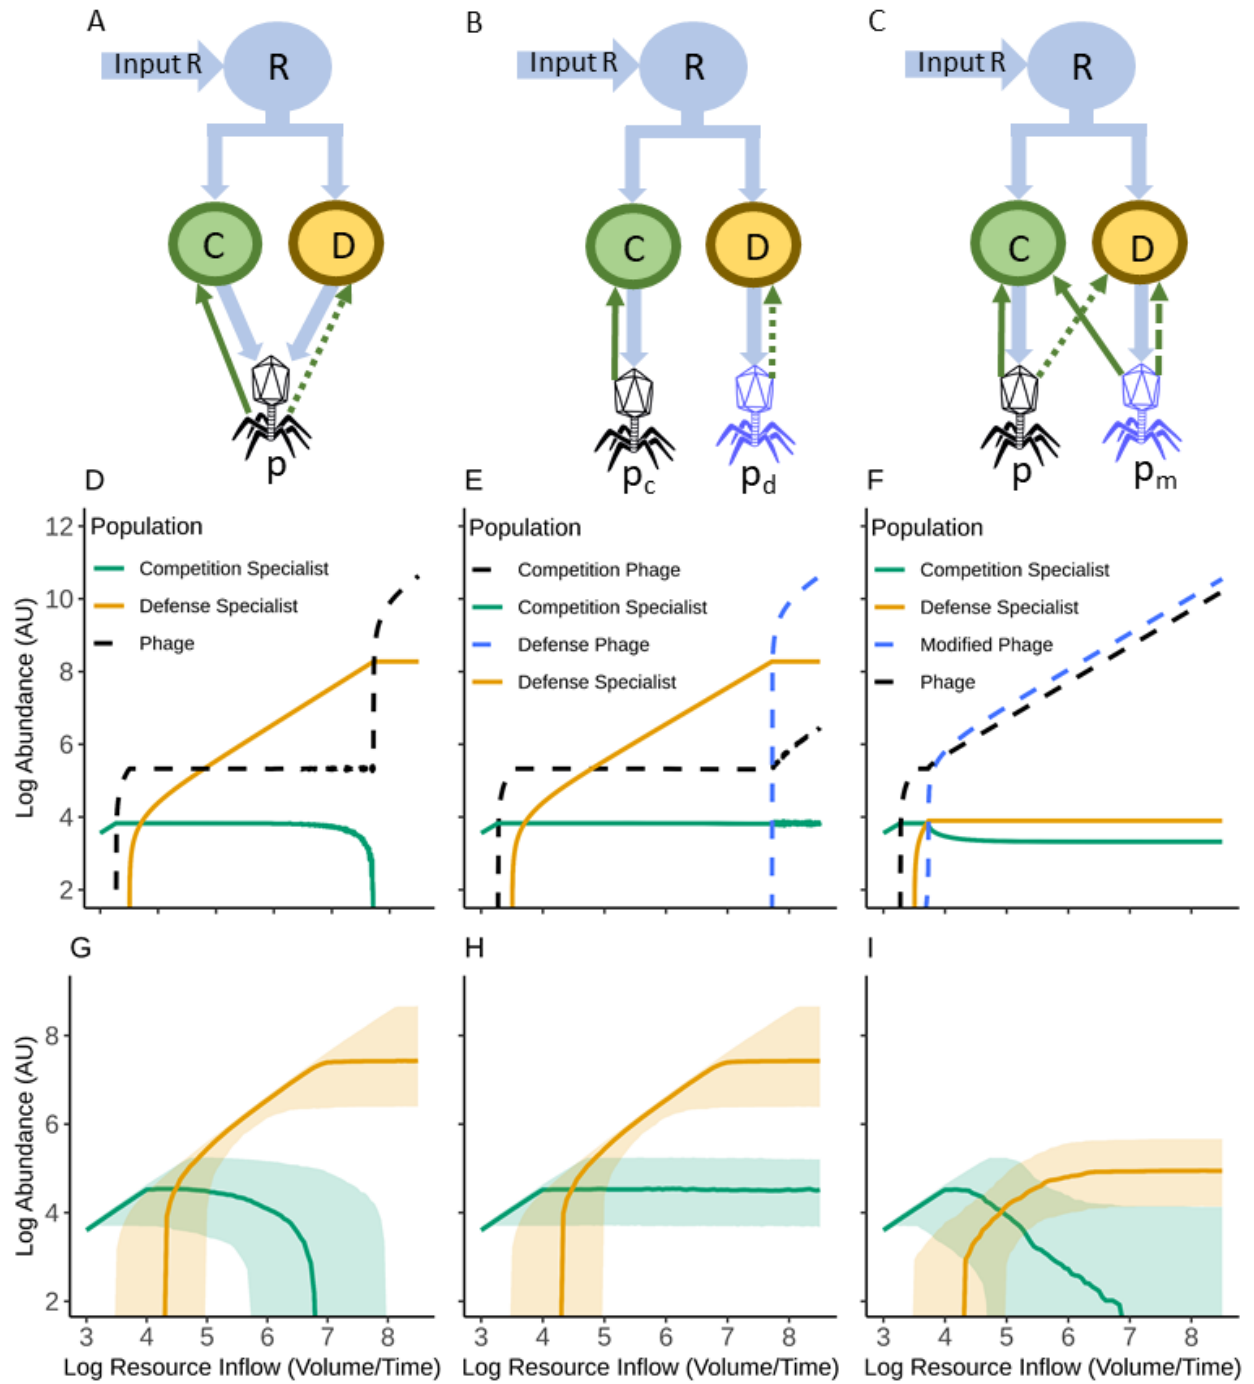 A
B
C
Input R
R
Input R
R
Input R
R
C
D
C
D
C
D
p
pc
pd
p
pm
D
E
F
Log Abundance (AU)
12
10
8
6
4
2
Population
Competition Specialist
Defense Specialist
Phage
Population
Competition Phage
Competition Specialist
Defense Phage
Defense Specialist
Population
Competition Specialist
Defense Specialist
Modified Phage
Phage
G
H
I
Log Abundance (AU)
8
6
4
2
3 4 5 6 7 8
3 4 5 6 7 8
3 4 5 6 7 8
Log Resource Inflow (Volume/Time)
Log Resource Inflow (Volume/Time)
Log Resource Inflow (Volume/Time)